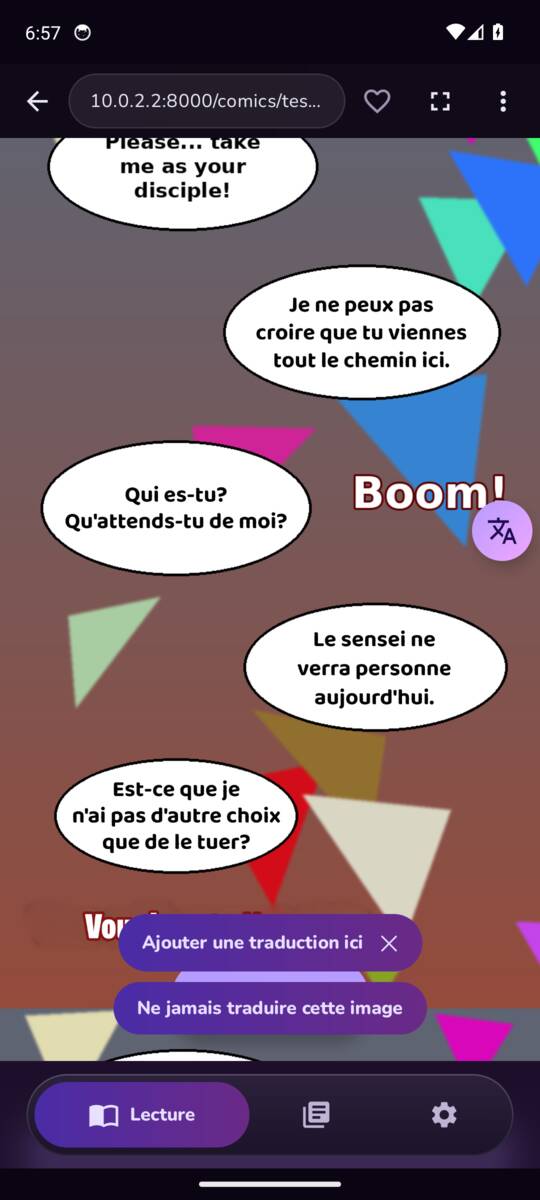 6:57
10.0.2.2:8000/comics/tes...
Please... take
me as your
disciple!
Je ne peux pas
croire que tu viennes
tout le chemin ici.
Qui es-tu?
Qu'attends-tu de moi?
Boom!
Le sensei ne
verra personne
aujourd'hui.
Est-ce que je
n'ai pas d'autre choix
que de le tuer?
Ajouter une traduction ici
Ne jamais traduire cette image
Lecture